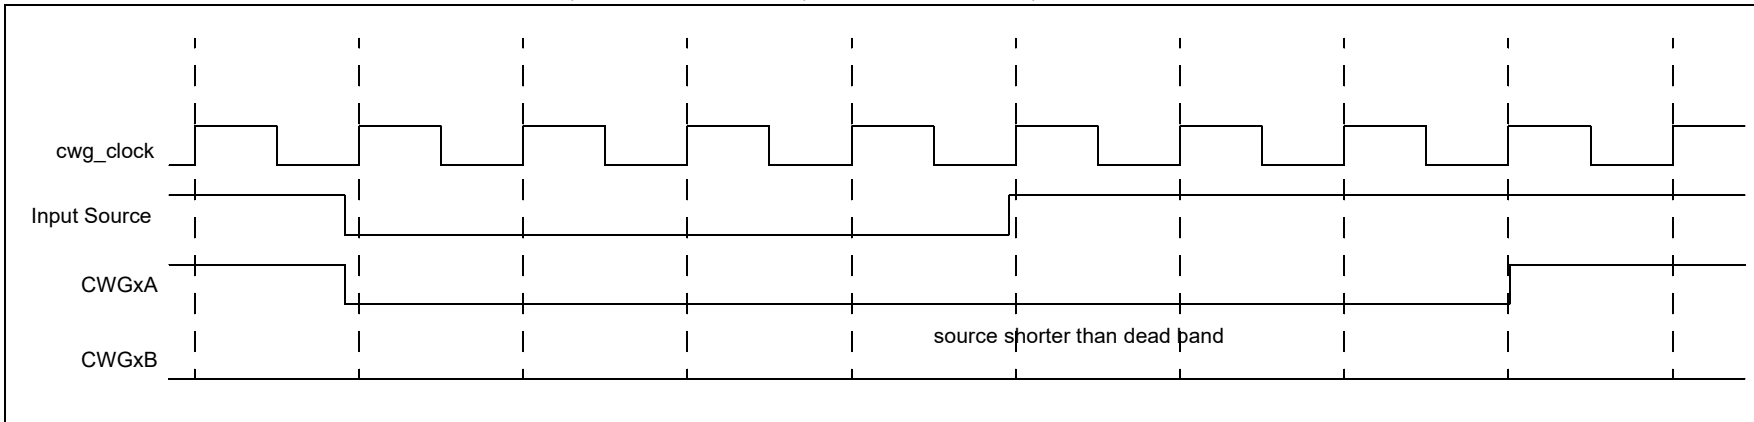 cwg_clock
Input Source
CWGxA
source shorter than dead band
CWGxB